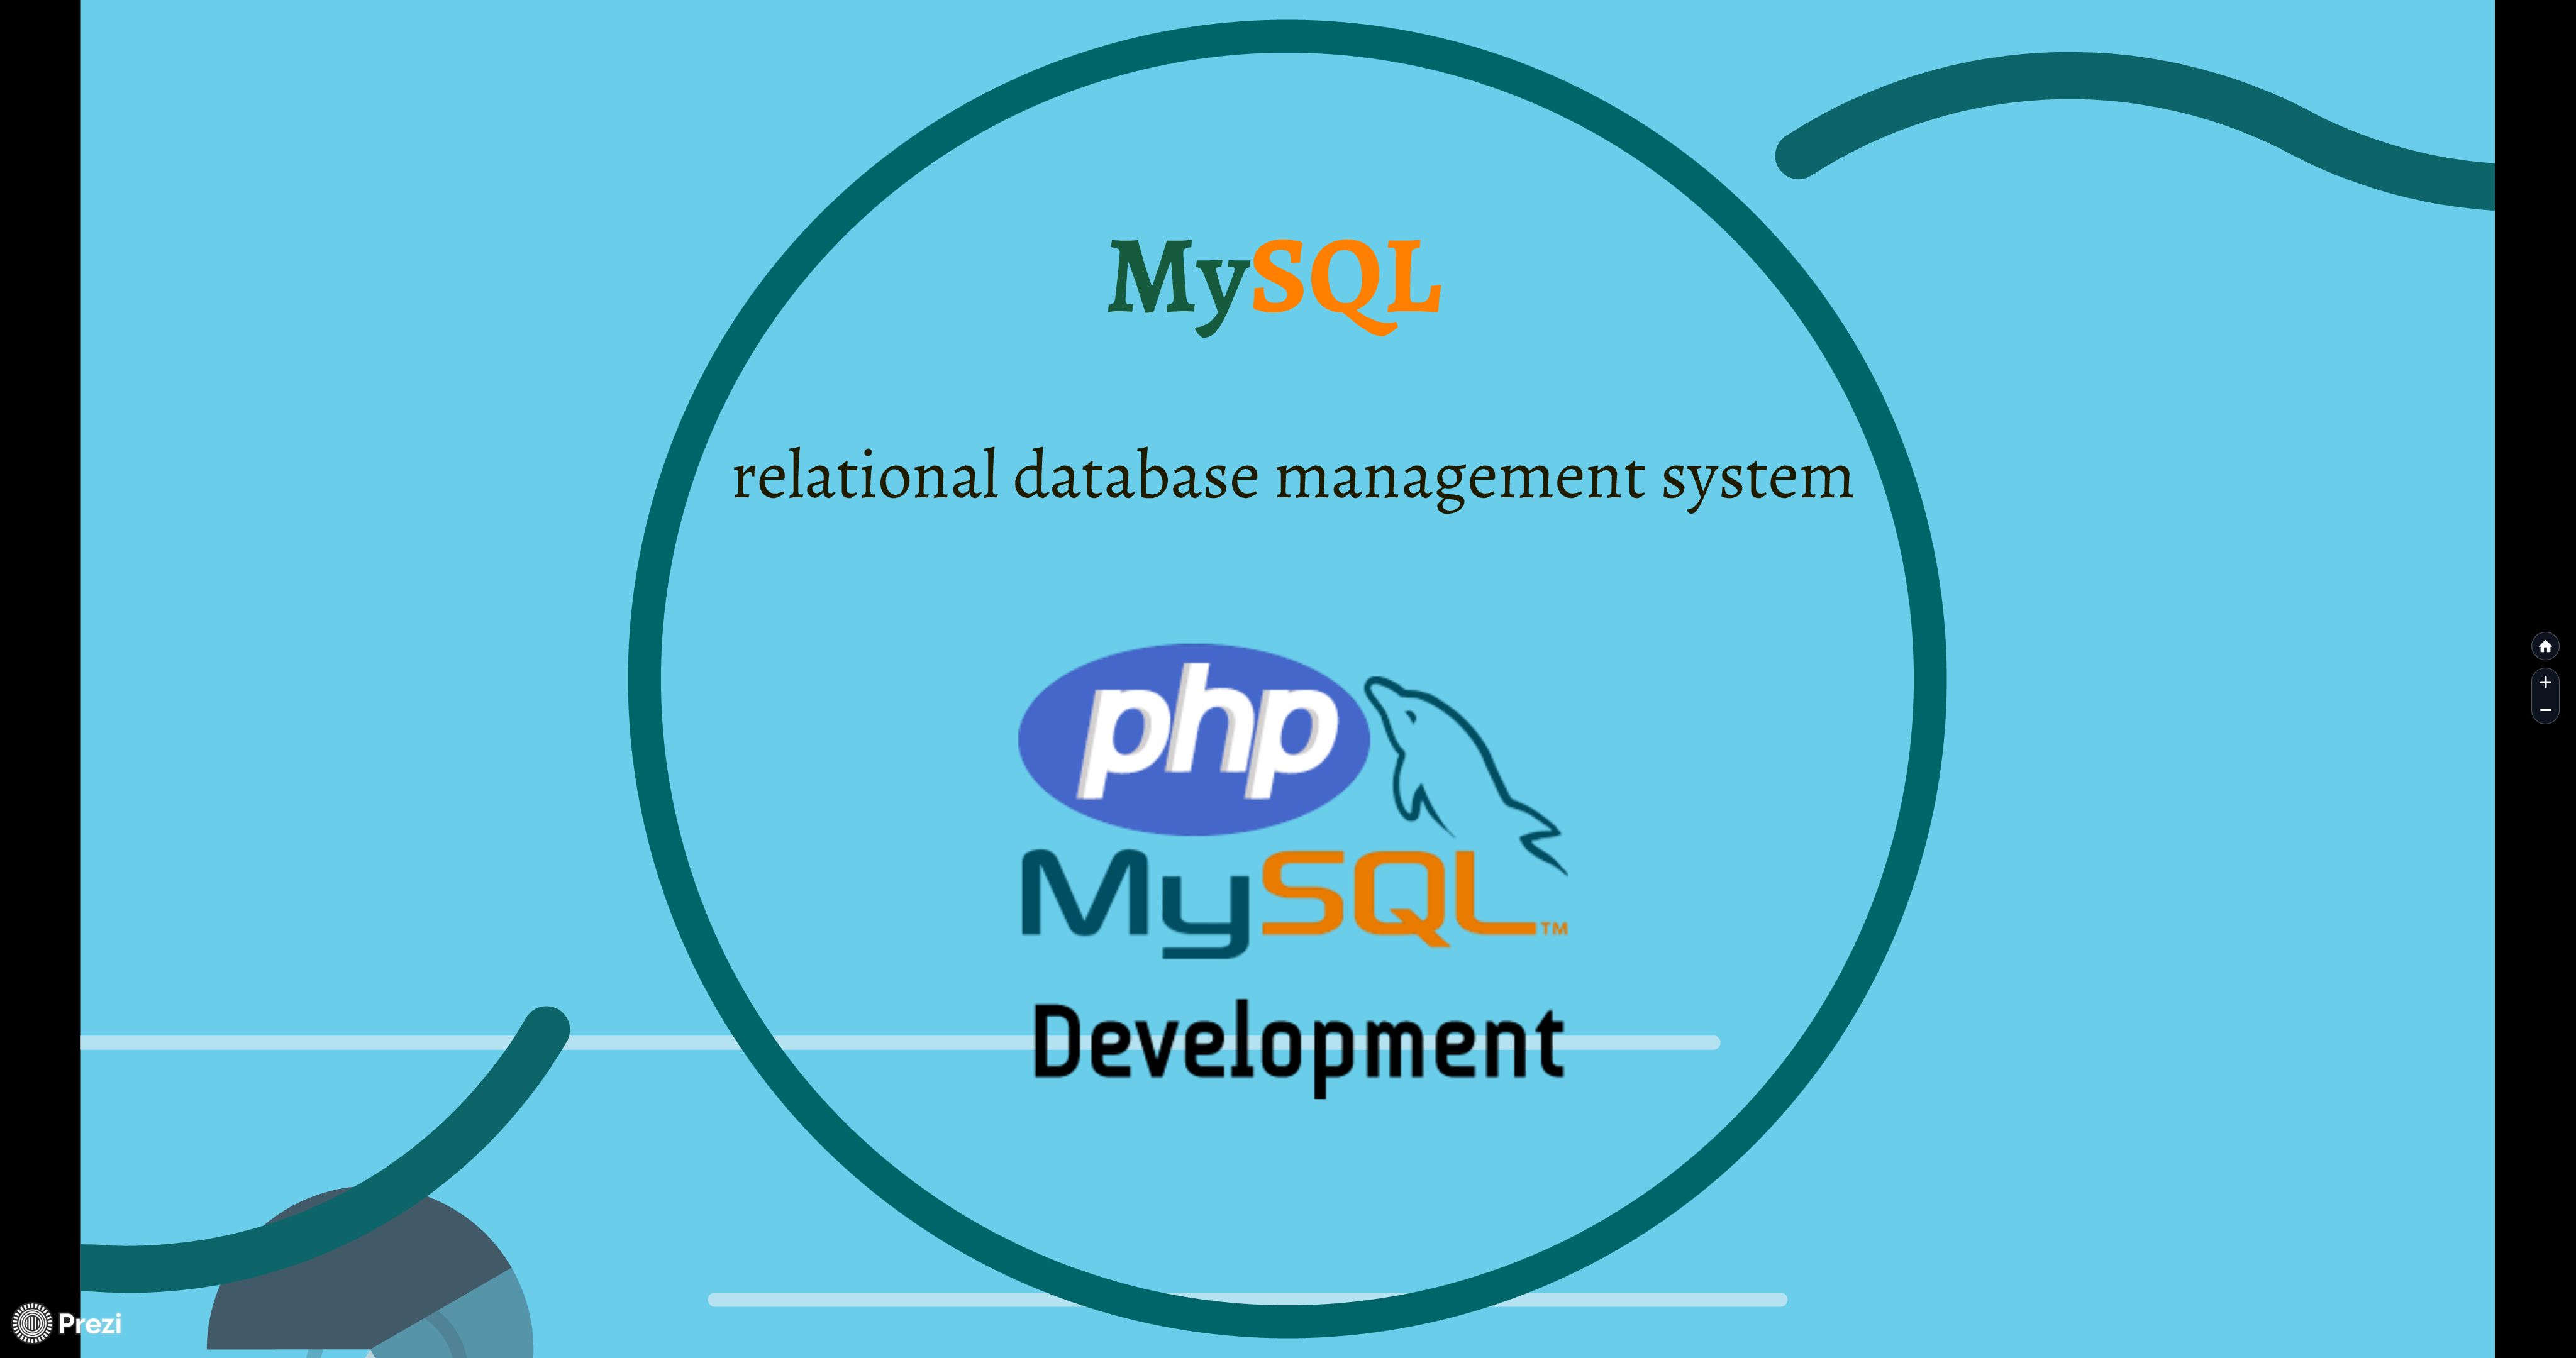 MySQL
relational database management system
php
MySQL™
Development
Prezi